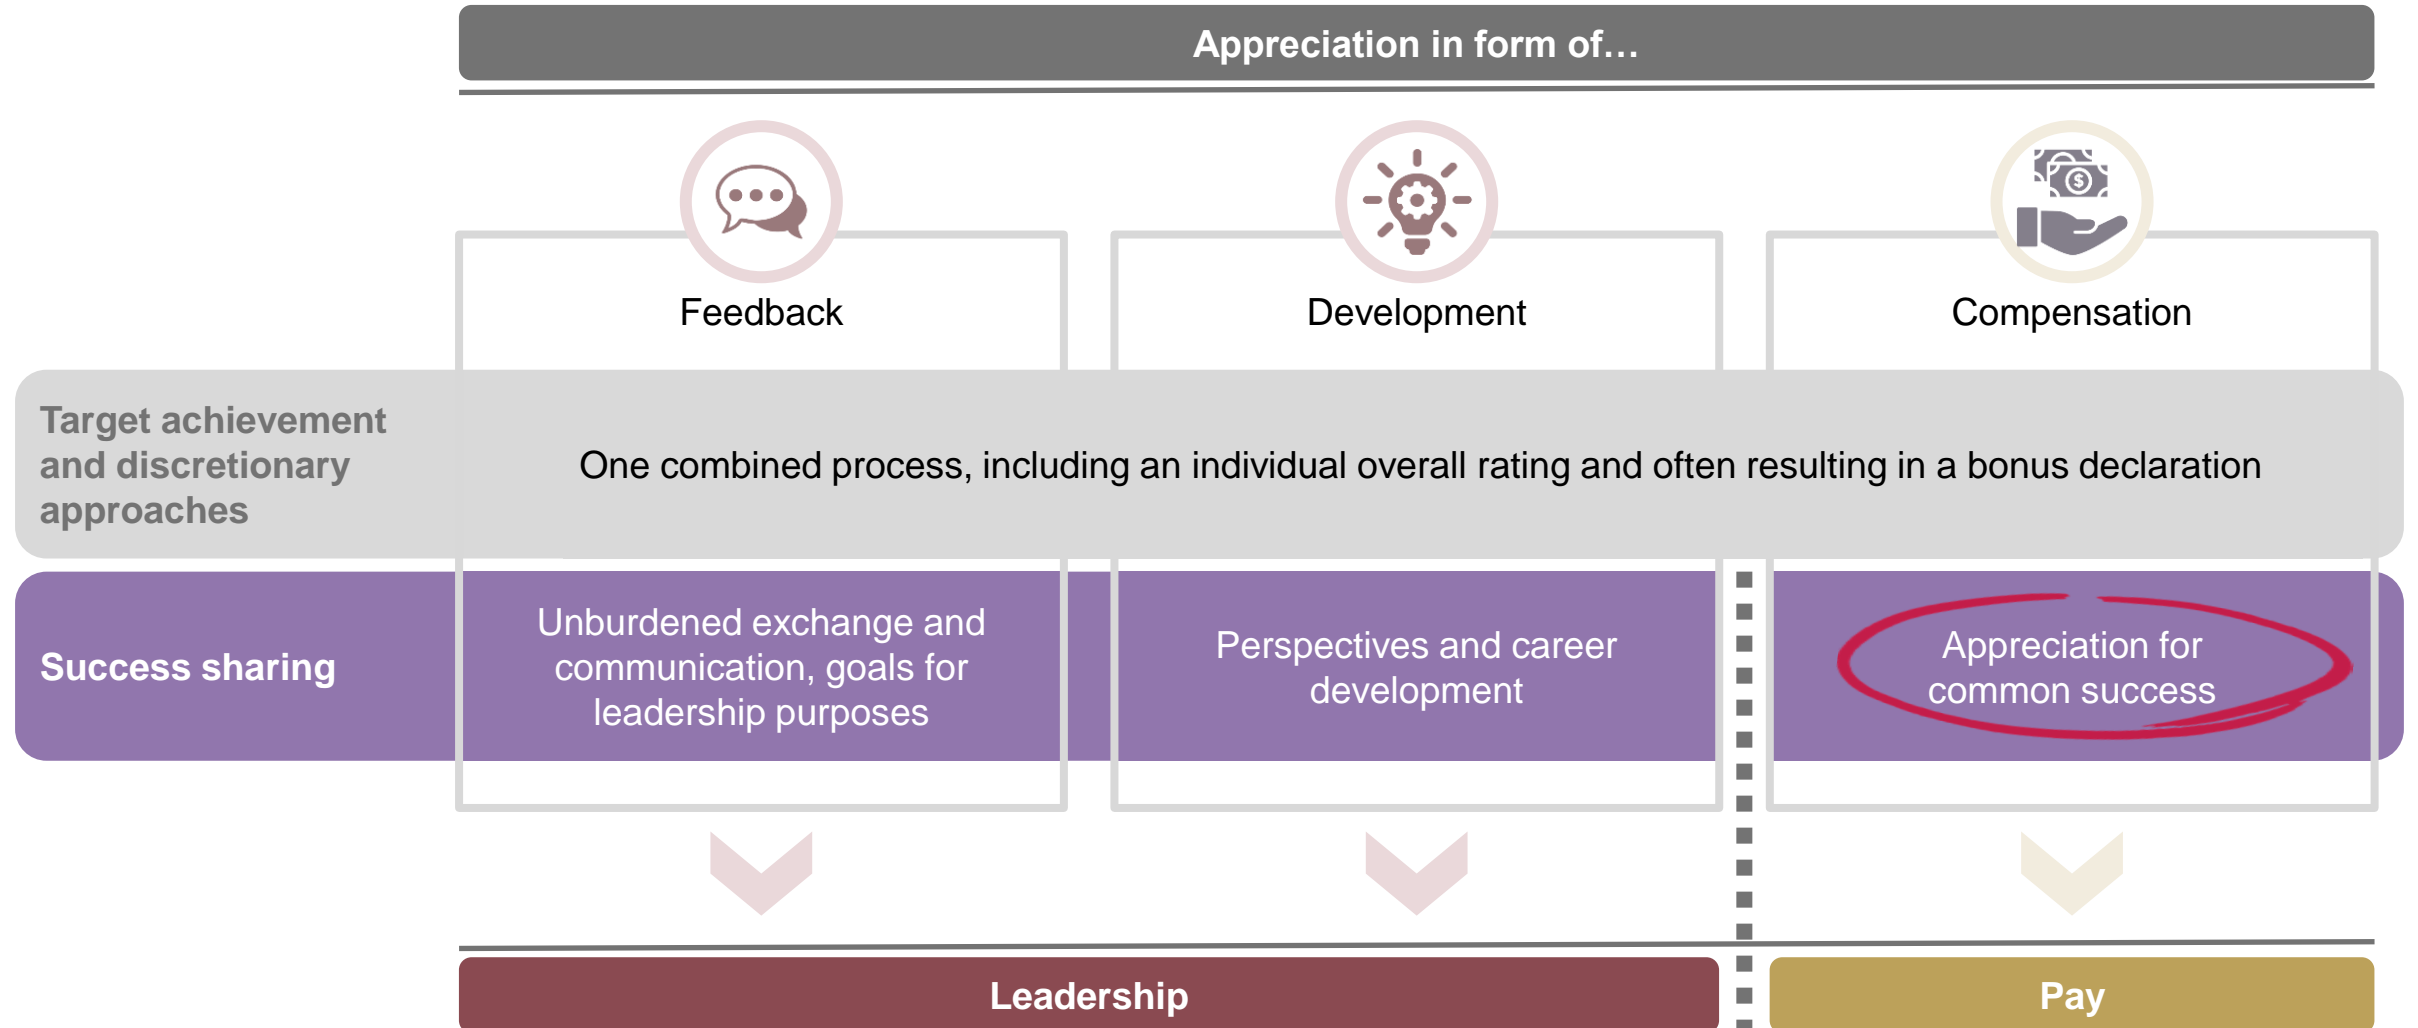 Appreciation in form of…
Feedback
Development
Compensation
Target achievement
and discretionary
approaches
One combined process, including an individual overall rating and often resulting in a bonus declaration
Success sharing
Unburdened exchange and
communication, goals for
leadership purposes
Perspectives and career
development
Appreciation for
common success
Leadership
Pay